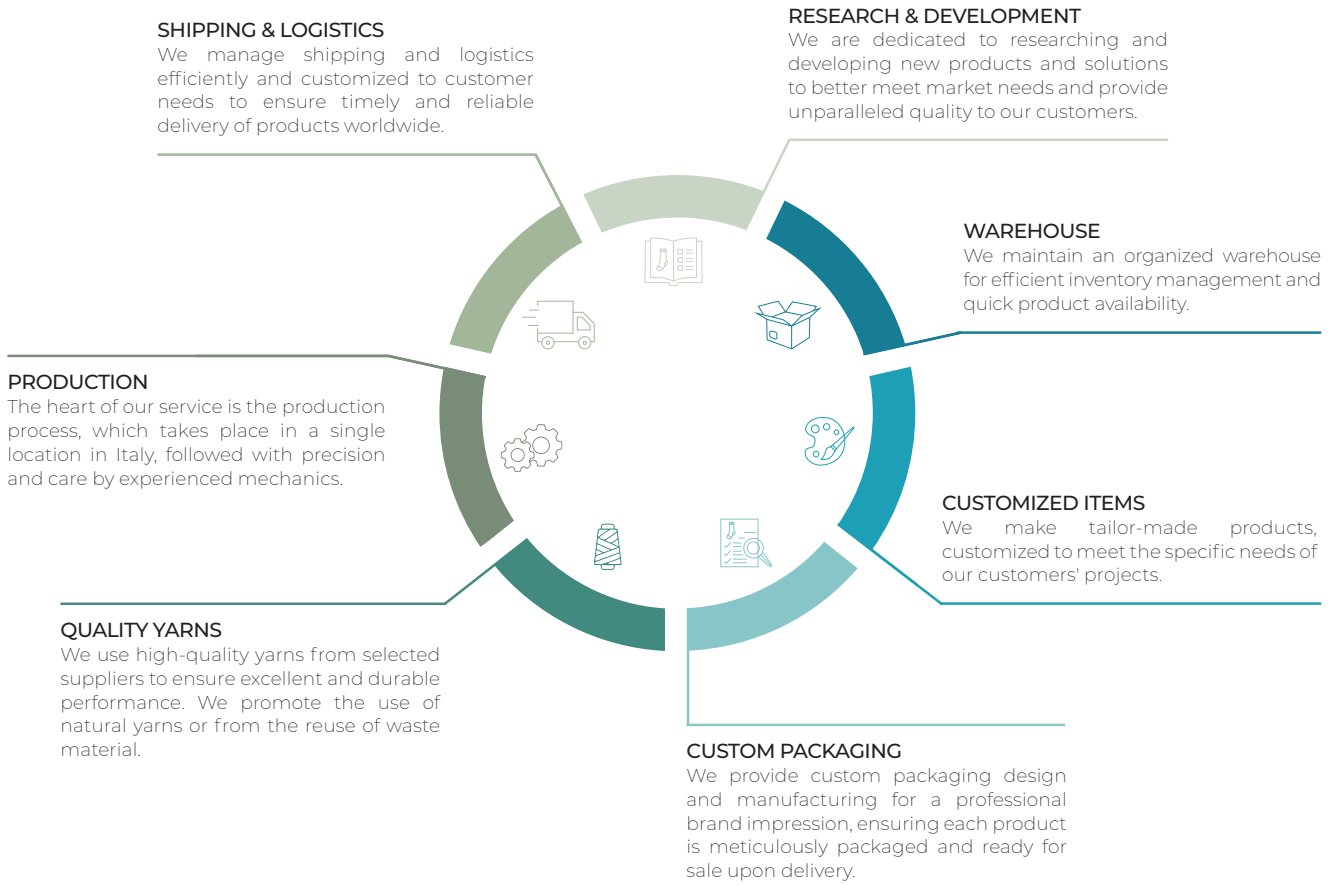 SHIPPING & LOGISTICS
We manage shipping and logistics
efficiently and customized to customer
needs to ensure timely and reliable
delivery of products worldwide.
RESEARCH & DEVELOPMENT
We are dedicated to researching and
developing new products and solutions
to better meet market needs and provide
unparalleled quality to our customers.
WAREHOUSE
We maintain an organized warehouse
for efficient inventory management and
quick product availability.
PRODUCTION
The heart of our service is the production
process, which takes place in a single
location in Italy, followed with precision
and care by experienced mechanics.
CUSTOMIZED ITEMS
We make tailor-made products,
customized to meet the specific needs of
our customers' projects.
QUALITY YARNS
We use high-quality yarns from selected
suppliers to ensure excellent and durable
performance. We promote the use of
natural yarns or from the reuse of waste
material.
CUSTOM PACKAGING
We provide custom packaging design
and manufacturing for a professional
brand impression, ensuring each product
is meticulously packaged and ready for
sale upon delivery.